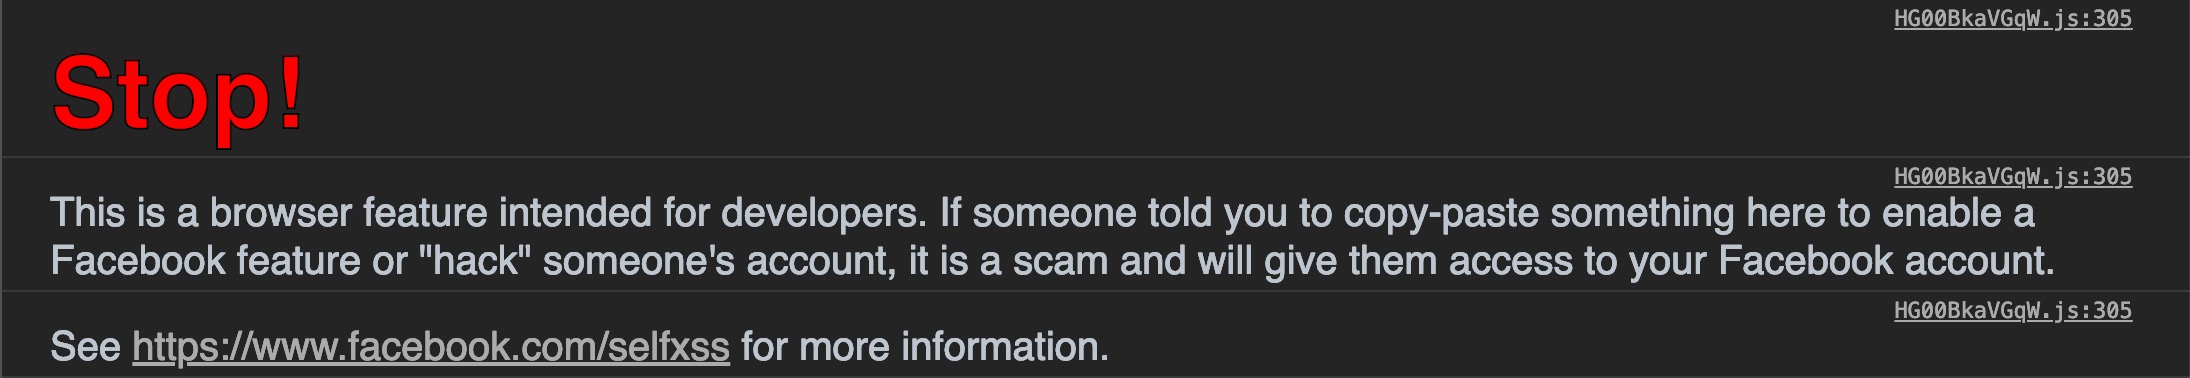 HG00BkaVGqW.js:305
Stop!
HG00BkaVGqW.js:305
This is a browser feature intended for developers. If someone told you to copy-paste something here to enable a
Facebook feature or "hack" someone's account, it is a scam and will give them access to your Facebook account.
HG00BkaVGqW.js:305
See https://www.facebook.com/selfxss for more information.